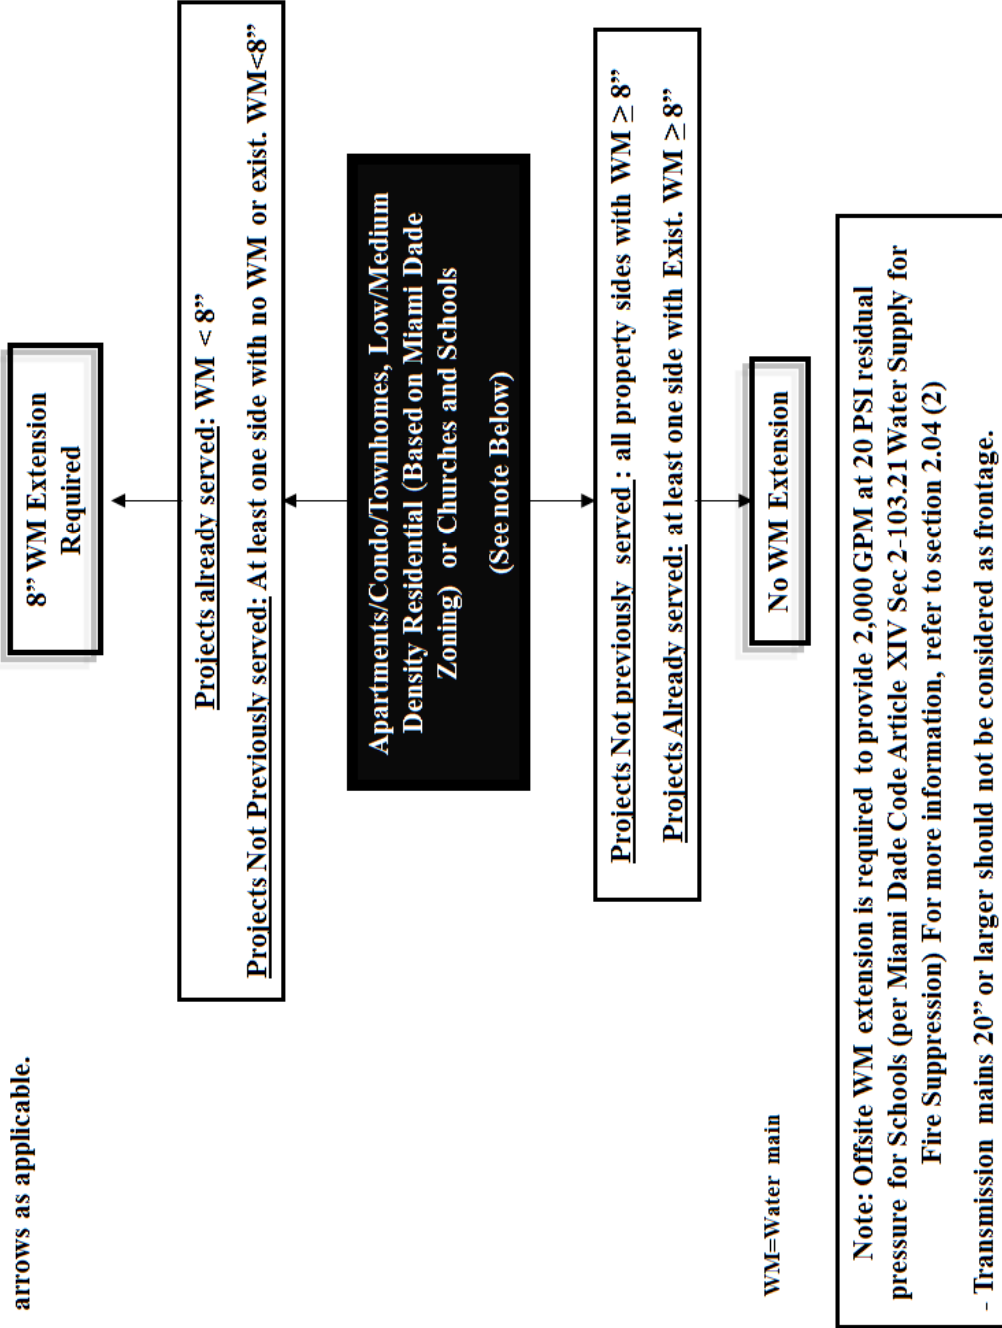 arrows as applicable.
8” WM Extension
Required
Projects already served: WM < 8”
Projects Not Previously served: At least one side with no WM or exist. WM<8”
Apartments/Condo/Townhomes, Low/Medium
Density Residential (Based on Miami Dade
Zoning) or Churches and Schools
(See note Below)
Projects Not previously served : all property sides with WM ≥ 8”
Projects Already served: at least one side with Exist. WM ≥ 8”
No WM Extension
WM=Water main
Note: Offsite WM extension is required to provide 2,000 GPM at 20 PSI residual
pressure for Schools (per Miami Dade Code Article XIV Sec 2-103.21 Water Supply for
Fire Suppression) For more information, refer to section 2.04 (2)
- Transmission mains 20” or larger should not be considered as frontage.